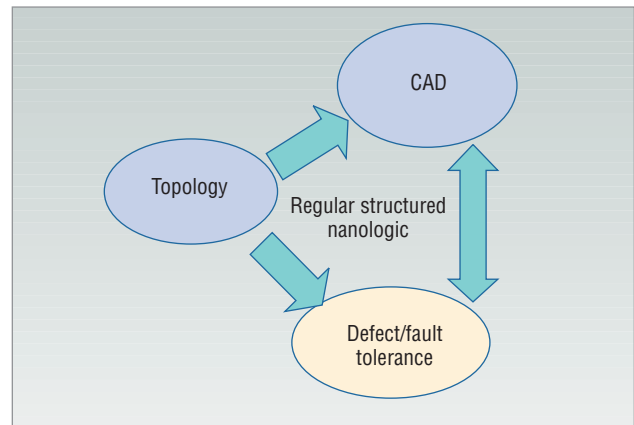 CAD
Topology
Regular structured
nanologic
Defect/fault
tolerance